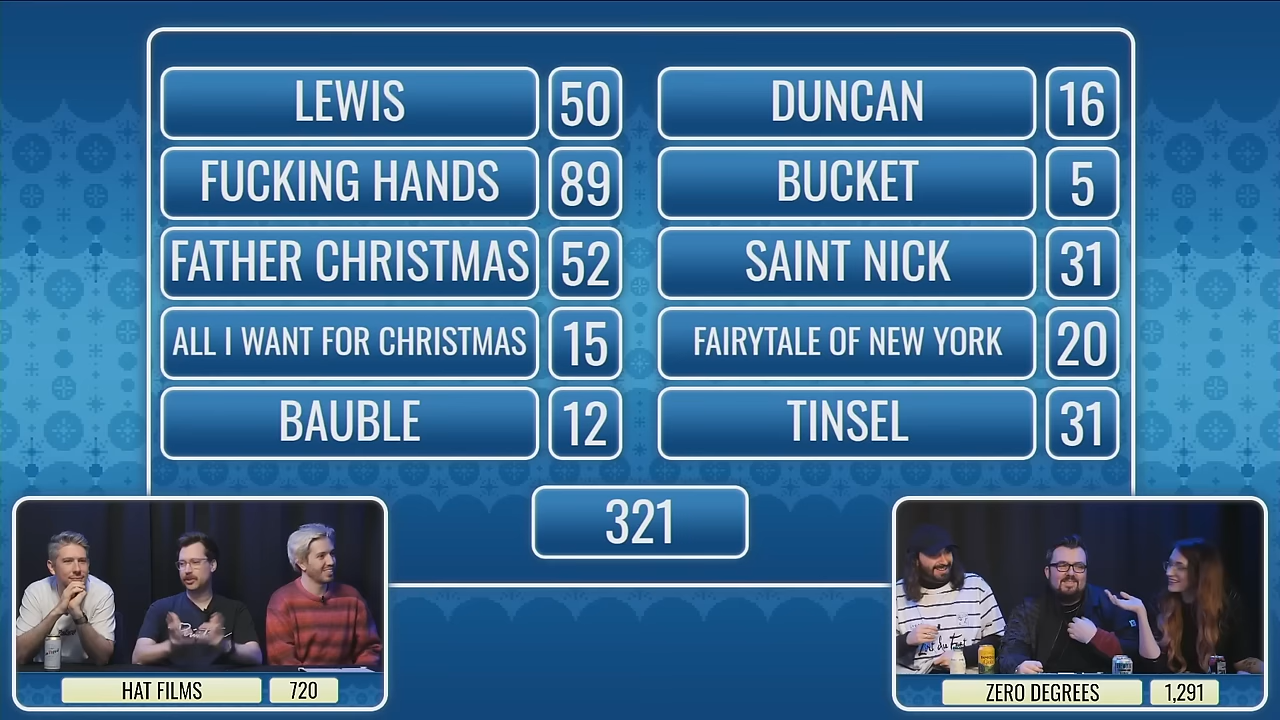 LEWIS 50 DUNCAN 16
FUCKING HANDS 89 BUCKET 5
FATHER CHRISTMAS 52 SAINT NICK 31
ALL I WANT FOR CHRISTMAS 15 FAIRYTALE OF NEW YORK 20
BAUBLE 12 TINSEL 31
321
HAT FILMS 720
ZERO DEGREES 1,291